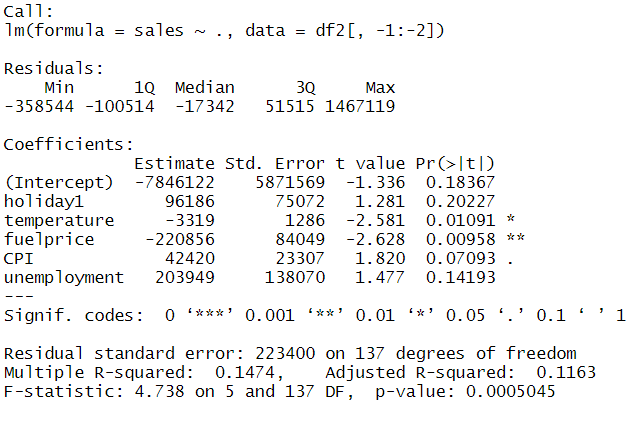 Call:
lm(formula = sales ~ ., data = df2[, -1:-2])
Residuals:
    Min      1Q  Median      3Q     Max
-358544 -100514  -17342   51515 1467119
Coefficients:
             Estimate Std. Error t value Pr(>|t|)
(Intercept)  -7846122    5871569  -1.336  0.18367
holiday1        96186      75072   1.281  0.20227
temperature     -3319       1286  -2.581  0.01091 *
fuelprice     -220856      84049  -2.628  0.00958 **
CPI             42420      23307   1.820  0.07093 .
unemployment   203949     138070   1.477  0.14193
---
Signif. codes:  0 ‘***’ 0.001 ‘**’ 0.01 ‘*’ 0.05 ‘.’ 0.1 ‘ ’ 1
Residual standard error: 223400 on 137 degrees of freedom
Multiple R-squared:  0.1474,    Adjusted R-squared:  0.1163
F-statistic: 4.738 on 5 and 137 DF,  p-value: 0.0005045